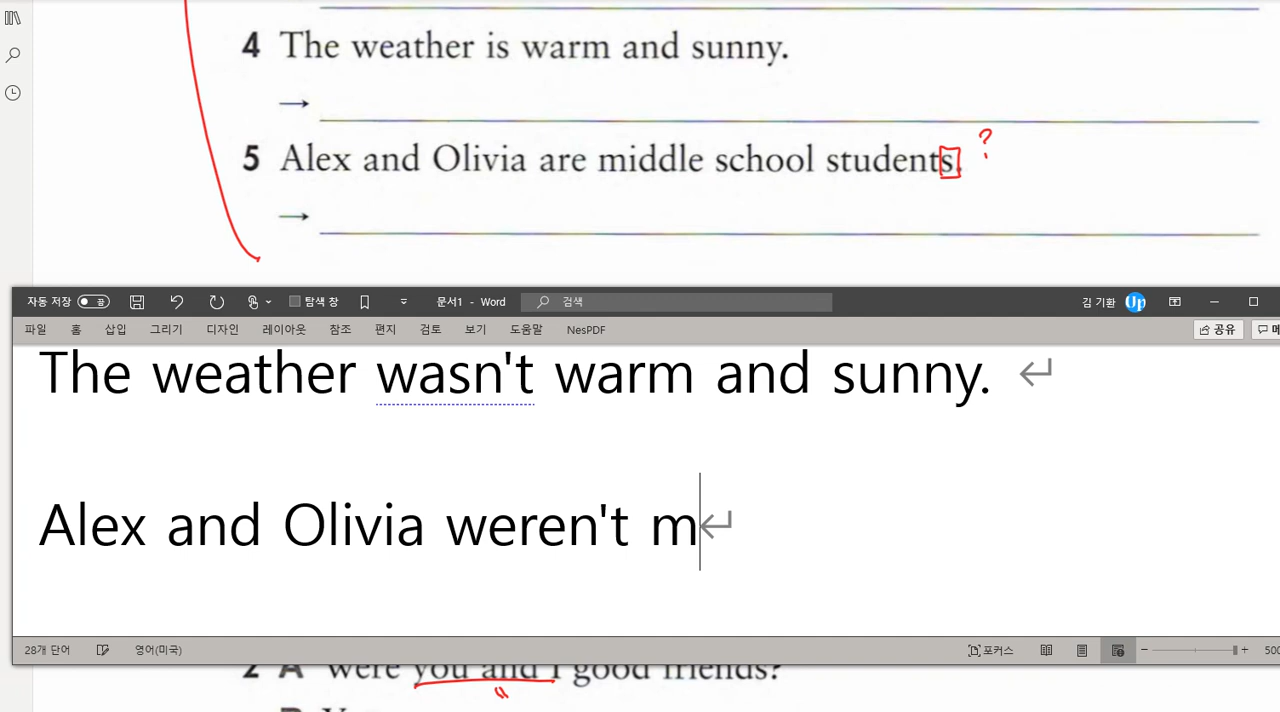 4 The weather is warm and sunny.
→
5 Alex and Olivia are middle school students. ?
→
자동 저장 끔 탐색 창 문서1 - Word 검색 김 기환 Up
파일 홈 삽입 그리기 디자인 레이아웃 참조 편지 검토 보기 도움말 NesPDF 공유 메
The weather wasn't warm and sunny.
Alex and Olivia weren't m
28개 단어 영어(미국) 포커스 - + 500
2 A were you and I good friends?